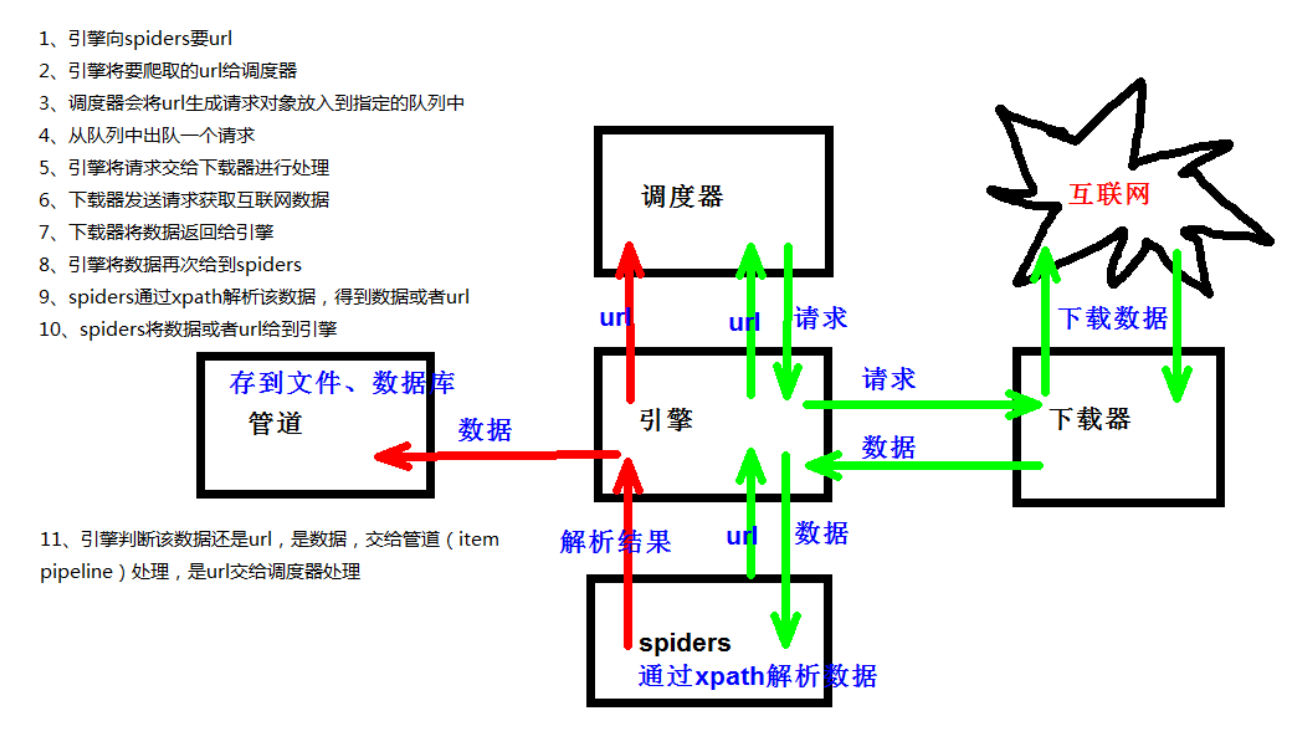 1、引擎向spiders要url
2、引擎将要爬取的url给调度器
3、调度器会将url生成请求对象放入到指定的队列中
4、从队列中出队一个请求
5、引擎将请求交给下载器进行处理
6、下载器发送请求获取互联网数据
7、下载器将数据返回给引擎
8、引擎将数据再次给到spiders
9、spiders通过xpath解析该数据，得到数据或者url
10、spiders将数据或者url给到引擎
调度器
互联网
url
url
请求
下载数据
存到文件、数据库
管道
数据
引擎
请求
数据
下载器
11、引擎判断该数据还是url，是数据，交给管道（item
pipeline）处理，是url交给调度器处理
解析结果
url
数据
spiders
通过xpath解析数据